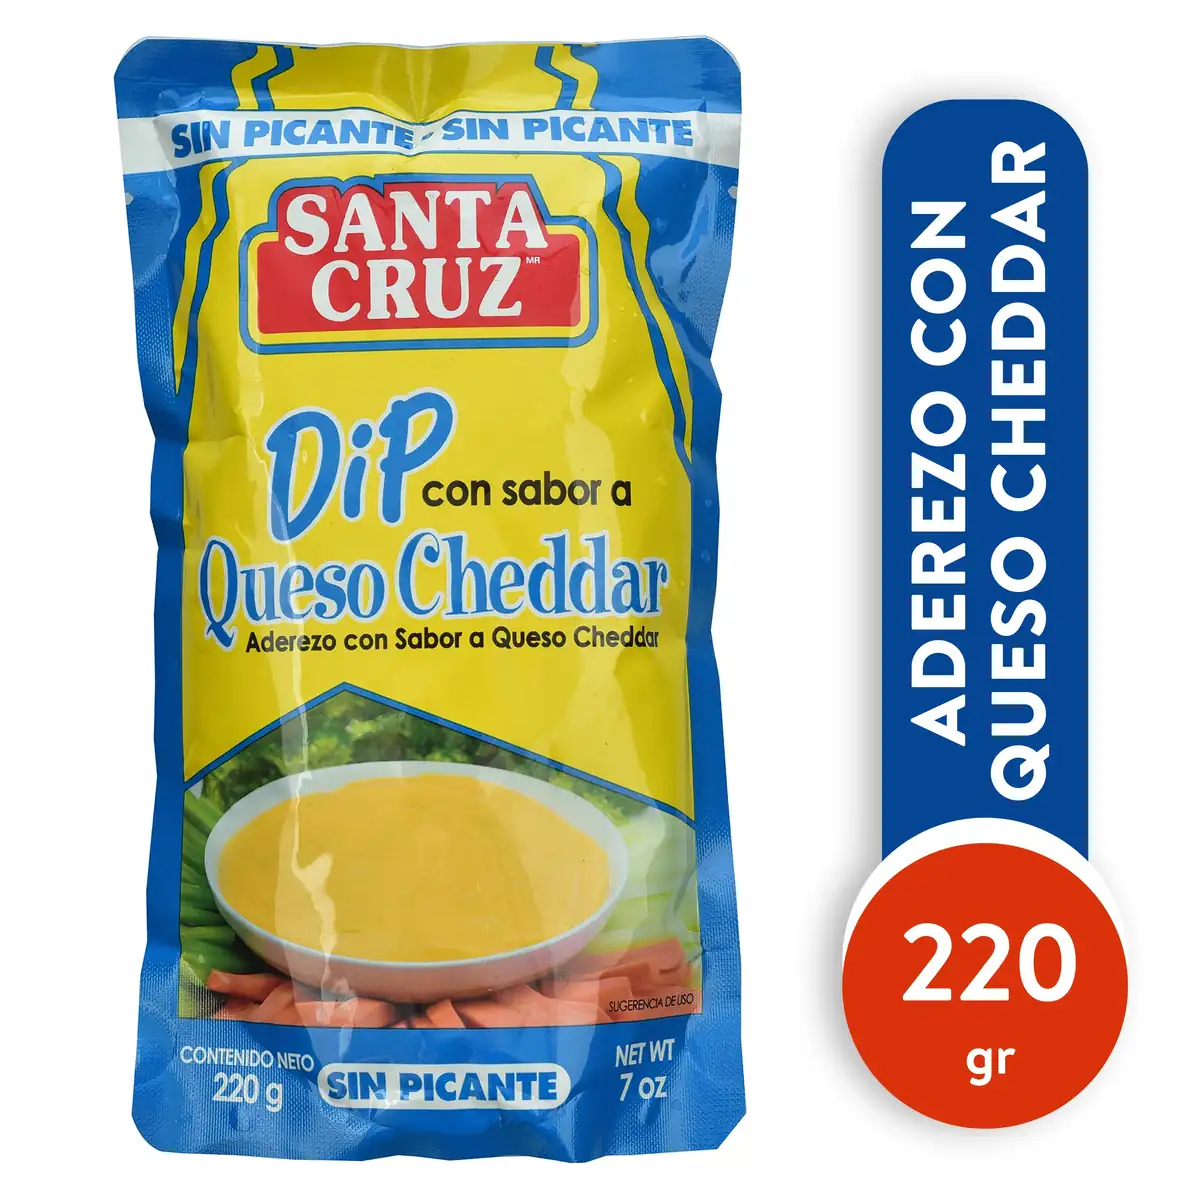 SIN PICANTE - SIN PICANTE
SANTA
CRUZ MR
DiP con sabor a
Queso Cheddar
Aderezo con Sabor a Queso Cheddar
SUGERENCIA DE USO
CONTENIDO NETO
220 g
SIN PICANTE
NET WT
7 oz
ADEREZO CON
QUESO CHEDDAR
220
gr